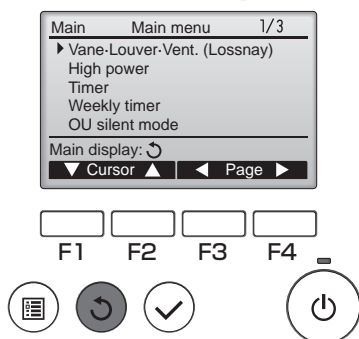 Main Main menu 1/3
Vane·Louver·Vent. (Lossnay)
High power
Timer
Weekly timer
OU silent mode
Main display:
Cursor Page
F1 F2 F3 F4